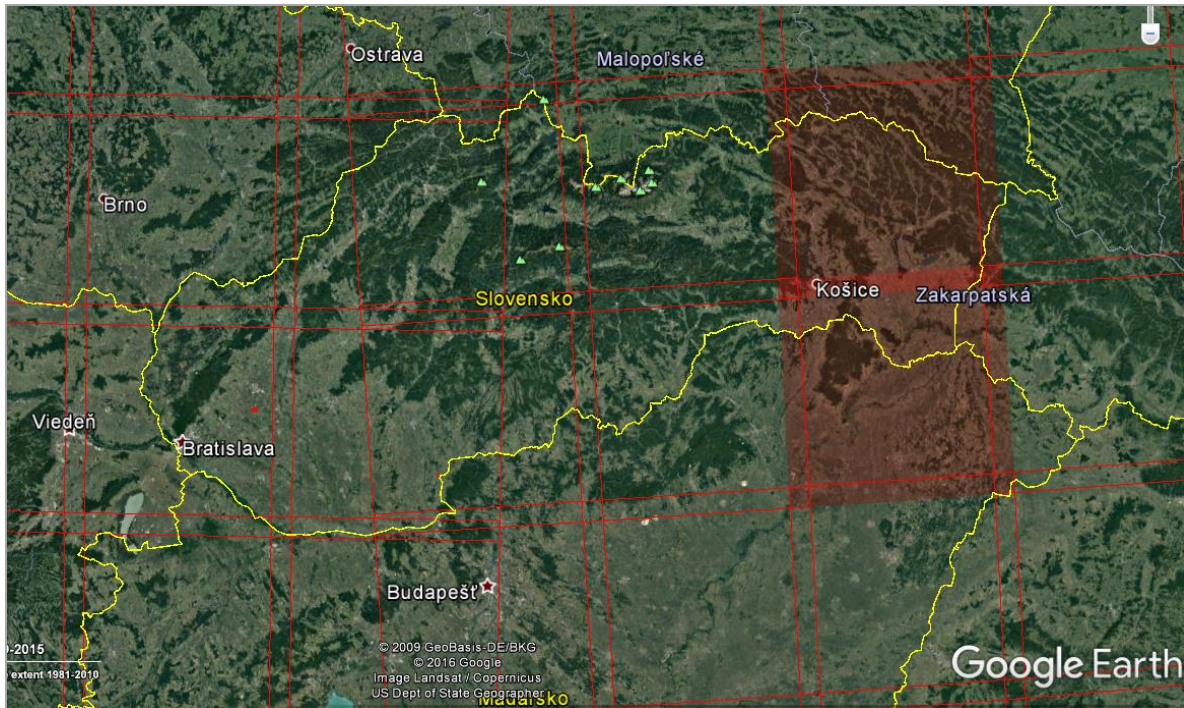 Ostrava
Malopoľské
Brno
Slovensko
Košice
Zakarpatská
Viedeň
Bratislava
Budapešť
-2015
extent 1981-2010
© 2009 GeoBasis-DE/BKG
© 2016 Google
Image Landsat / Copernicus
US Dept of State Geographer
Maďarsko
Google Earth